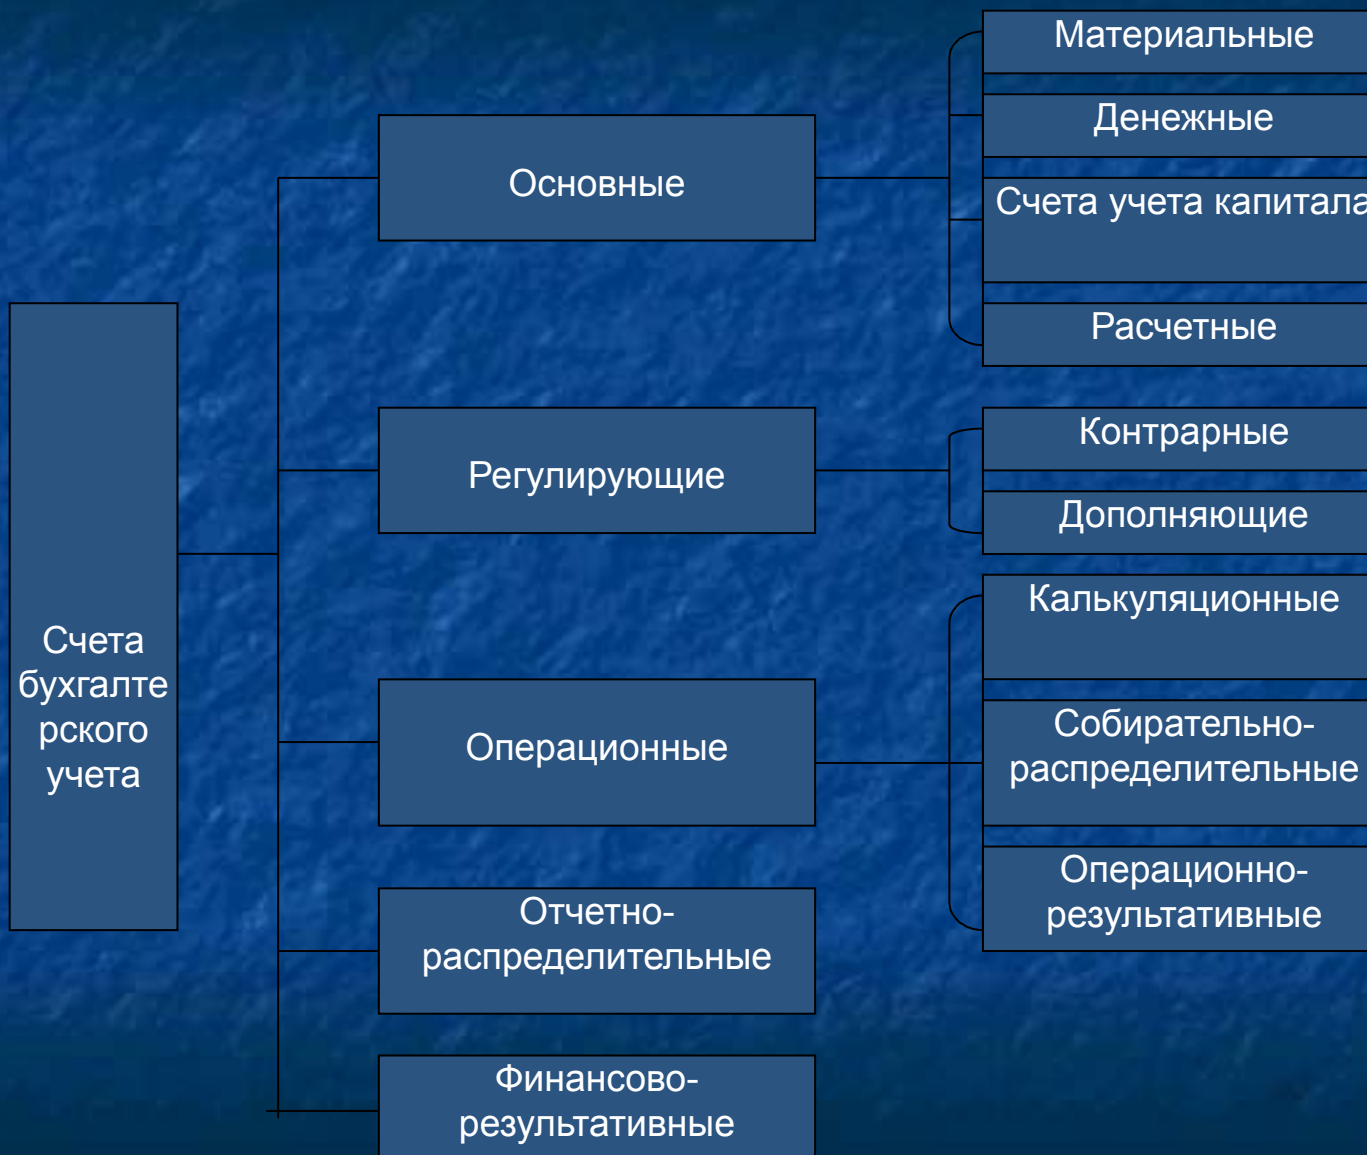 Материальные
Денежные
Основные
Счета учета капитала
Расчетные
Контрарные
Регулирующие
Дополняющие
Калькуляционные
Счета
бухгалте
рского
учета
Операционные
Собирательно-
распределительные
Операционно-
результативные
Отчетно-
распределительные
Финансово-
результативные